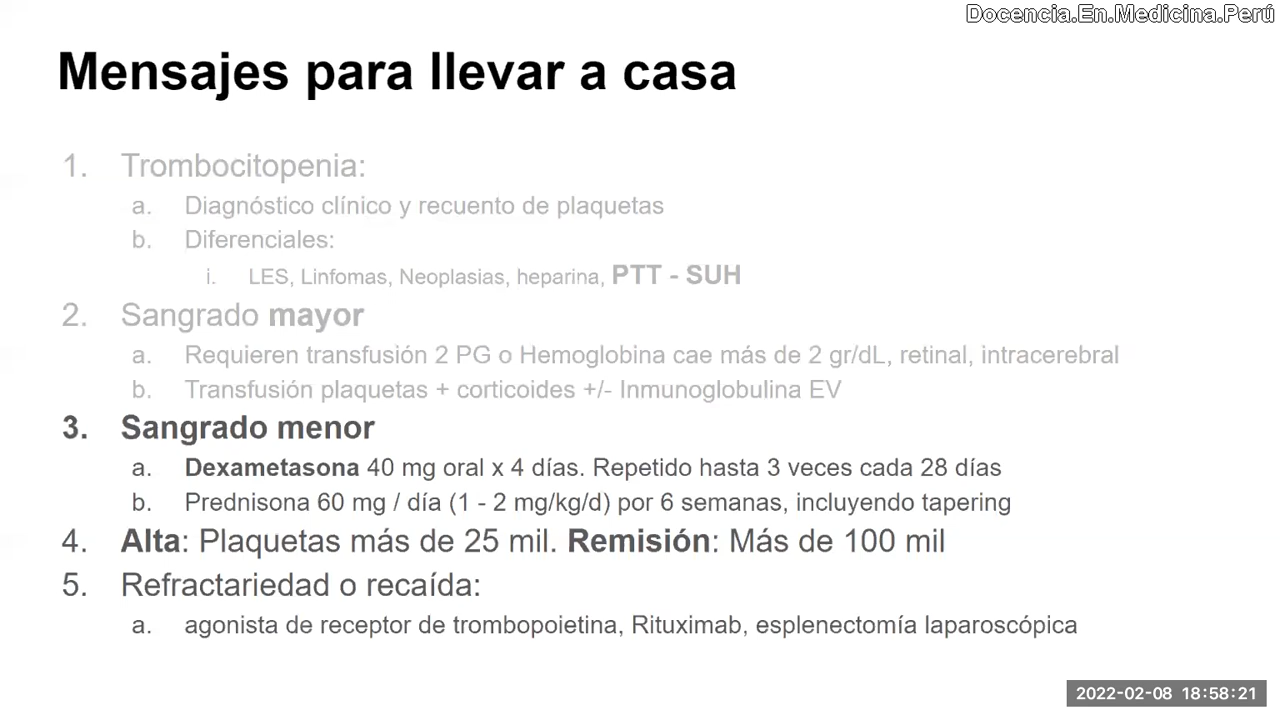 Docencia.En.Medicina.Perú
Mensajes para llevar a casa
1. Trombocitopenia:
a. Diagnóstico clínico y recuento de plaquetas
b. Diferenciales:
i. LES, Linfomas, Neoplasias, heparina, PTT - SUH
2. Sangrado mayor
a. Requieren transfusión 2 PG o Hemoglobina cae más de 2 gr/dL, retinal, intracerebral
b. Transfusión plaquetas + corticoides +/- Inmunoglobulina EV
3. Sangrado menor
a. Dexametasona 40 mg oral x 4 días. Repetido hasta 3 veces cada 28 días
b. Prednisona 60 mg / día (1 - 2 mg/kg/d) por 6 semanas, incluyendo tapering
4. Alta: Plaquetas más de 25 mil. Remisión: Más de 100 mil
5. Refractariedad o recaída:
a. agonista de receptor de trombopoietina, Rituximab, esplenectomía laparoscópica
2022-02-08 18:58:21